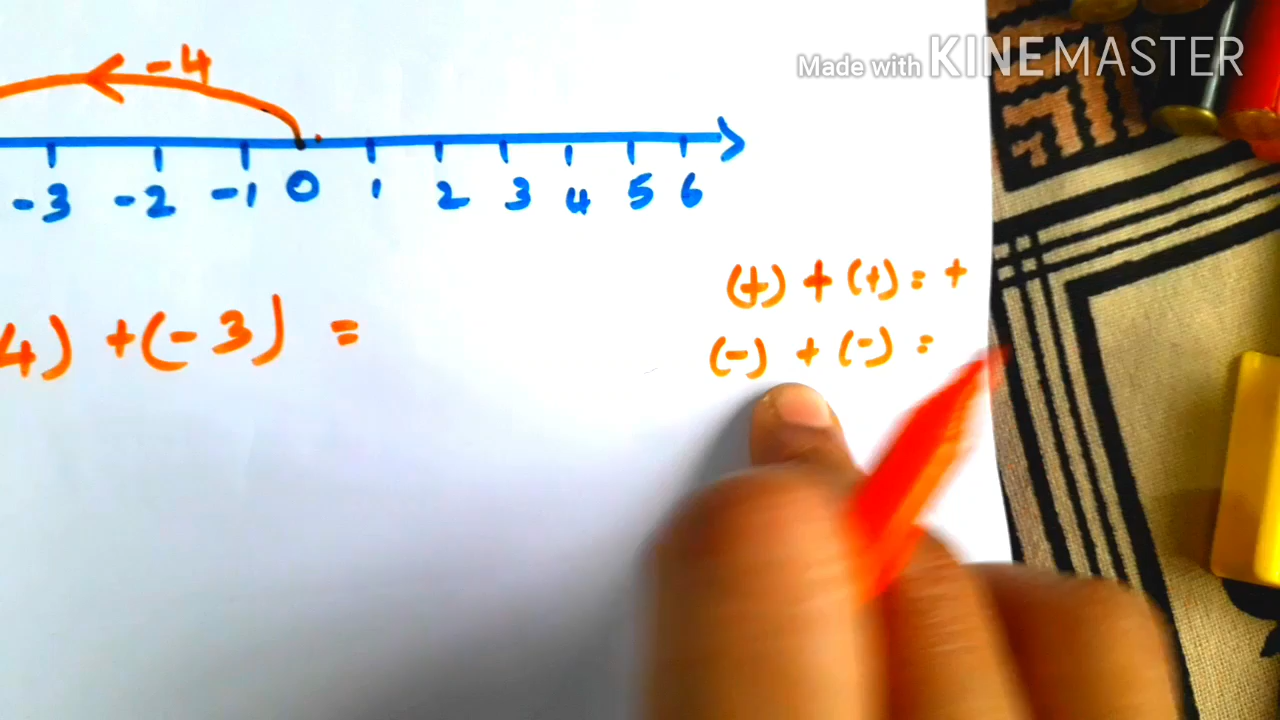 Made with KINEMASTER
-4
-3 -2 -1 0 1 2 3 4 5 6
(+) + (+) = +
4) +(-3) =
(-) + (-) =